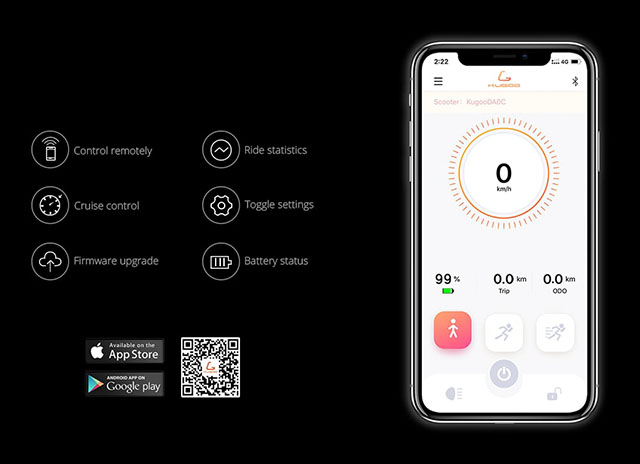 Control remotely
Ride statistics
Cruise control
Toggle settings
Firmware upgrade
Battery status
Available on the
App Store
ANDROID APP ON
Google play
2:22
4G
KUGOO
Scooter: KugooDA0C
0
km/h
99 %
0.0 km
Trip
0.0 km
ODO